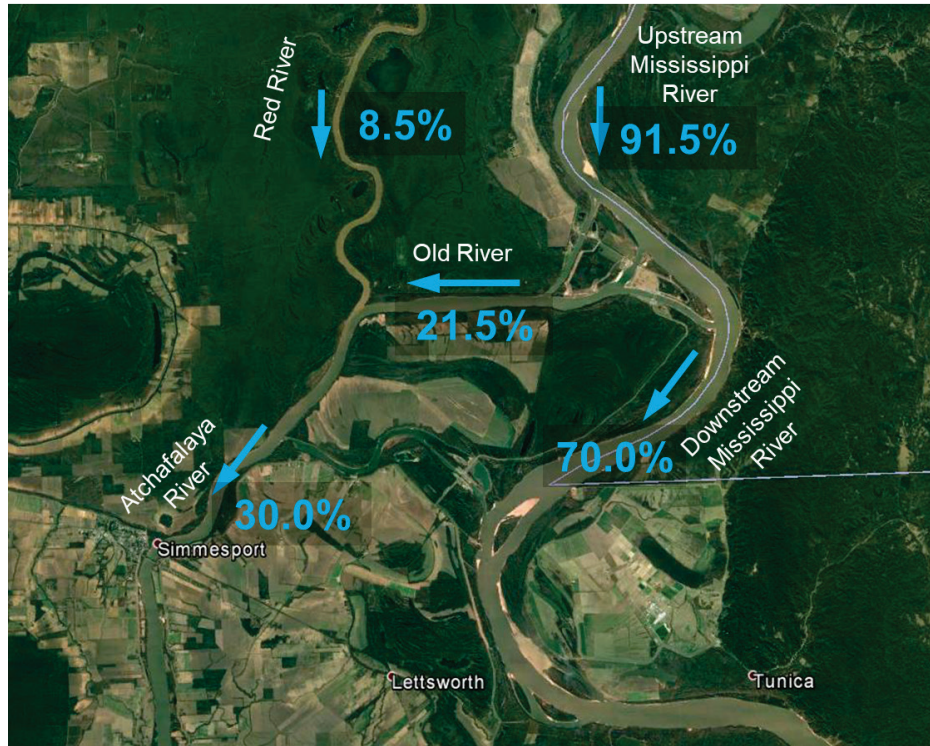 Red River
8.5%
Upstream
Mississippi
River
91.5%
Old River
21.5%
Downstream
Mississippi
River
70.0%
Atchafalaya
River
30.0%
Simmesport
Lettsworth
Tunica